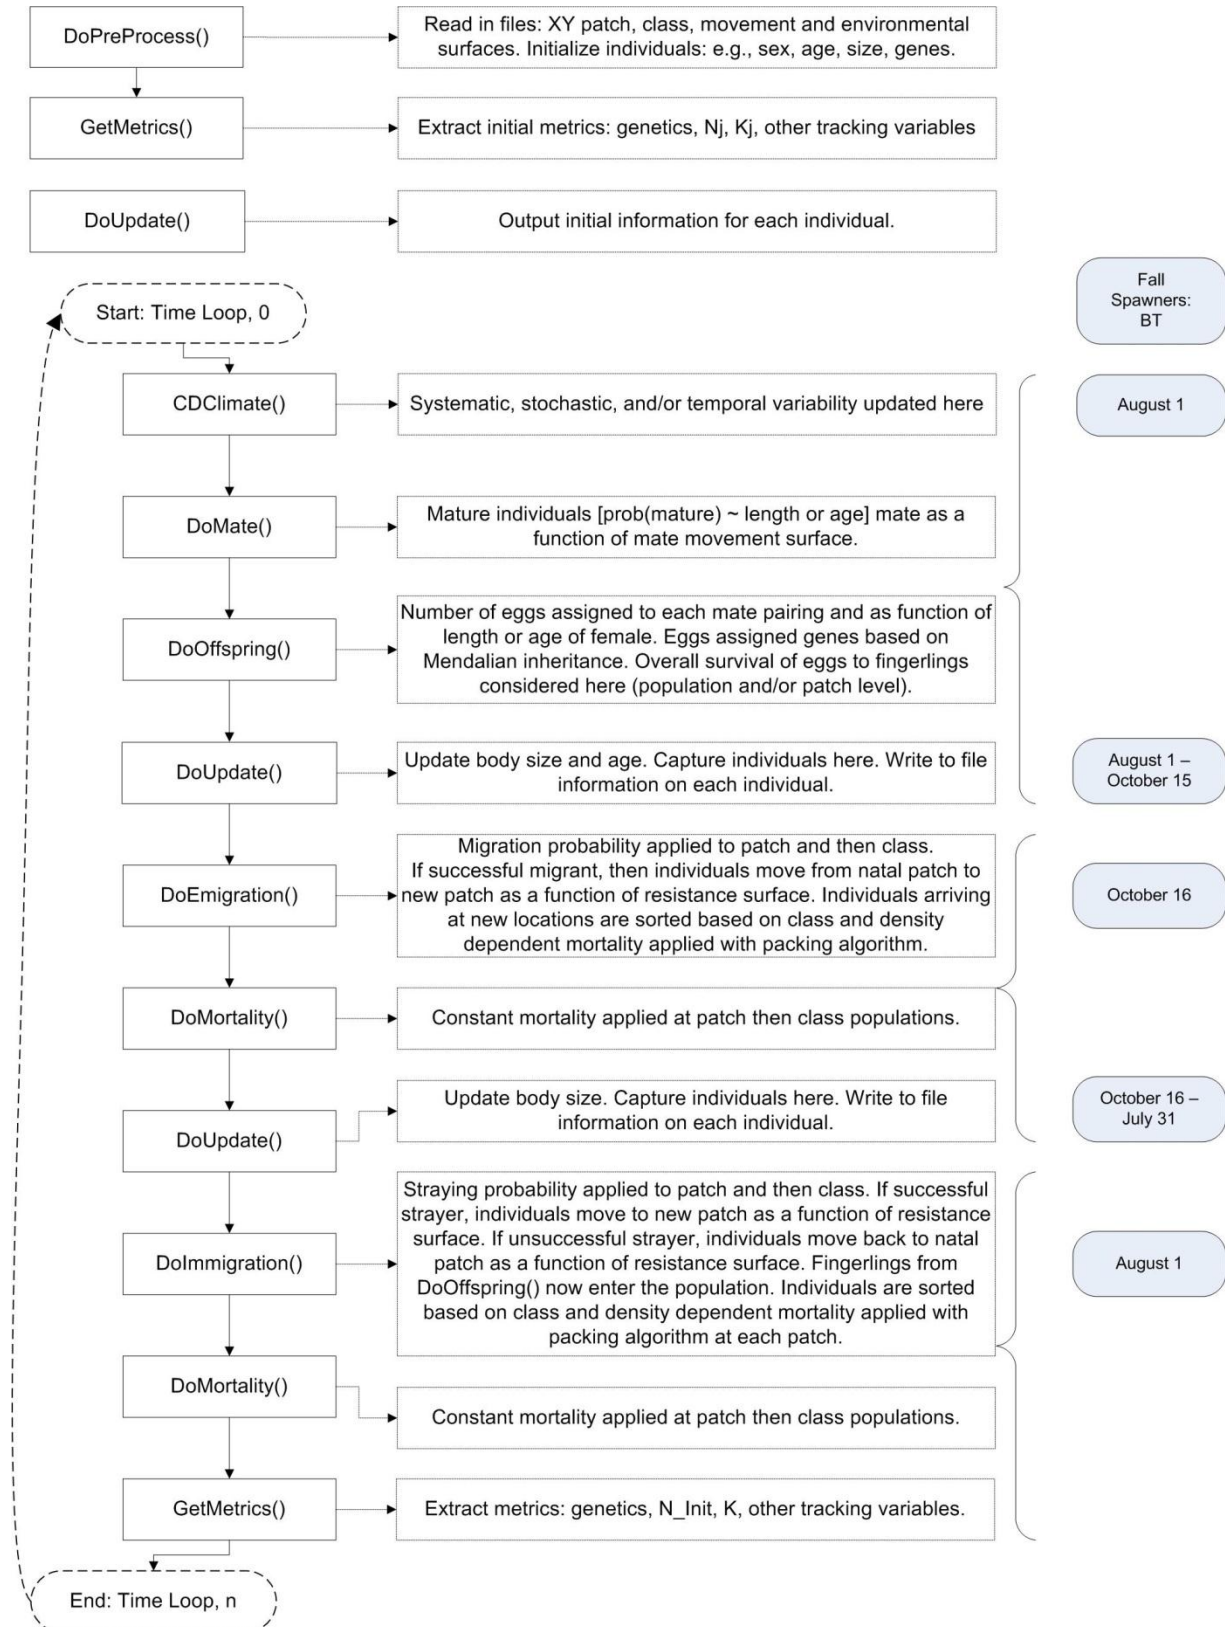 DoPreProcess()
Read in files: XY patch, class, movement and environmental
surfaces. Initialize individuals: e.g., sex, age, size, genes.
GetMetrics()
Extract initial metrics: genetics, Nj, Kj, other tracking variables
DoUpdate()
Output initial information for each individual.
Fall
Spawners:
BT
Start: Time Loop, 0
CDClimate()
Systematic, stochastic, and/or temporal variability updated here
August 1
DoMate()
Mature individuals [prob(mature) ~ length or age] mate as a
function of mate movement surface.
DoOffspring()
Number of eggs assigned to each mate pairing and as function of
length or age of female. Eggs assigned genes based on
Mendalian inheritance. Overall survival of eggs to fingerlings
considered here (population and/or patch level).
DoUpdate()
Update body size and age. Capture individuals here. Write to file
information on each individual.
August 1 –
October 15
DoEmigration()
Migration probability applied to patch and then class.
If successful migrant, then individuals move from natal patch to
new patch as a function of resistance surface. Individuals arriving
at new locations are sorted based on class and density
dependent mortality applied with packing algorithm.
October 16
DoMortality()
Constant mortality applied at patch then class populations.
DoUpdate()
Update body size. Capture individuals here. Write to file
information on each individual.
October 16 –
July 31
DoImmigration()
Straying probability applied to patch and then class. If successful
strayer, individuals move to new patch as a function of resistance
surface. If unsuccessful strayer, individuals move back to natal
patch as a function of resistance surface. Fingerlings from
DoOffspring() now enter the population. Individuals are sorted
based on class and density dependent mortality applied with
packing algorithm at each patch.
August 1
DoMortality()
Constant mortality applied at patch then class populations.
GetMetrics()
Extract metrics: genetics, N_Init, K, other tracking variables.
End: Time Loop, n